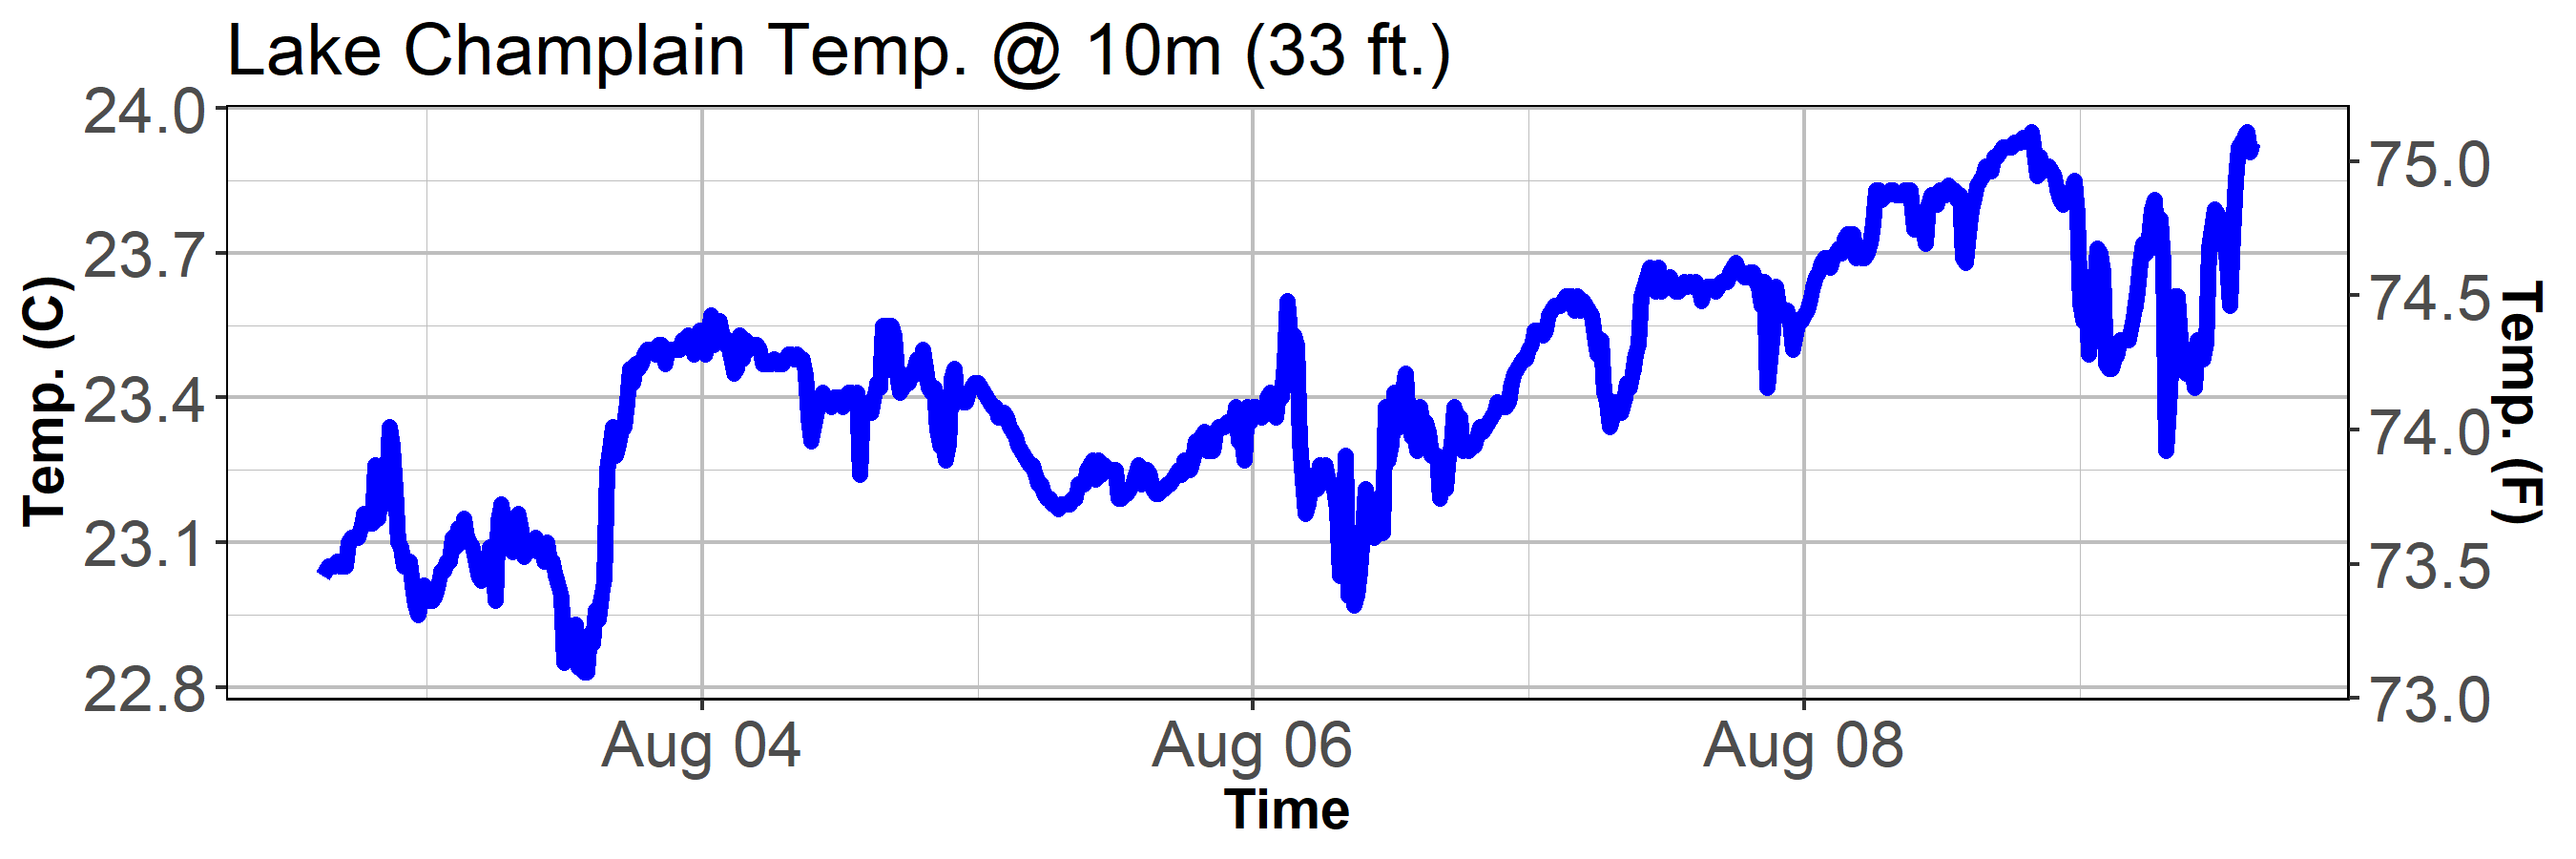 Lake Champlain Temp. @ 10m (33 ft.)
24.0
23.7
23.4
23.1
22.8
Temp. (C)
75.0
74.5
74.0
73.5
73.0
Temp. (F)
Aug 04
Aug 06
Aug 08
Time